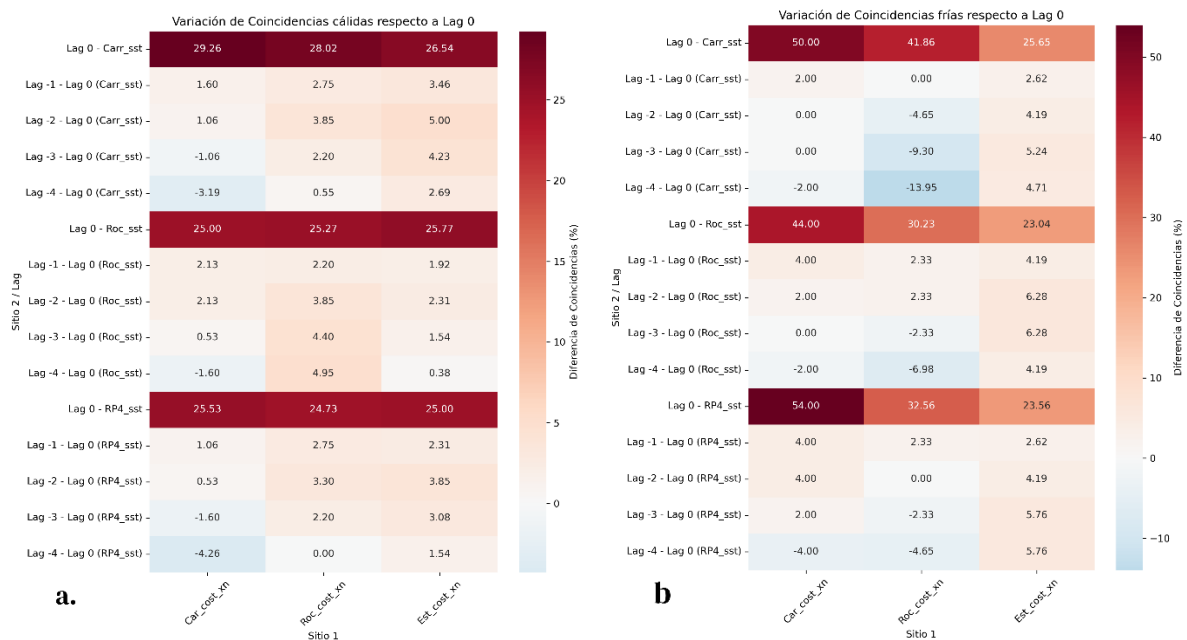 Variación de Coincidencias cálidas respecto a Lag 0
Lag 0 - Carr_sst 29.26 28.02 26.54
Lag -1 - Lag 0 (Carr_sst) 1.60 2.75 3.46
Lag -2 - Lag 0 (Carr_sst) 1.06 3.85 5.00
Lag -3 - Lag 0 (Carr_sst) -1.06 2.20 4.23
Lag -4 - Lag 0 (Carr_sst) -3.19 0.55 2.69
Lag 0 - Roc_sst 25.00 25.27 25.77
Lag -1 - Lag 0 (Roc_sst) 2.13 2.20 1.92
Lag -2 - Lag 0 (Roc_sst) 2.13 3.85 2.31
Lag -3 - Lag 0 (Roc_sst) 0.53 4.40 1.54
Lag -4 - Lag 0 (Roc_sst) -1.60 4.95 0.38
Lag 0 - RP4_sst 25.53 24.73 25.00
Lag -1 - Lag 0 (RP4_sst) 1.06 2.75 2.31
Lag -2 - Lag 0 (RP4_sst) 0.53 3.30 3.85
Lag -3 - Lag 0 (RP4_sst) -1.60 2.20 3.08
Lag -4 - Lag 0 (RP4_sst) -4.26 0.00 1.54
Sitio 2 / Lag
Car_cost_xn Roc_cost_xn Est_cost_xn
Sitio 1
25
20
15
10
5
0
Diferencia de Coincidencias (%)
a.
Variación de Coincidencias frías respecto a Lag 0
Lag 0 - Carr_sst 50.00 41.86 25.65
Lag -1 - Lag 0 (Carr_sst) 2.00 0.00 2.62
Lag -2 - Lag 0 (Carr_sst) 0.00 -4.65 4.19
Lag -3 - Lag 0 (Carr_sst) 0.00 -9.30 5.24
Lag -4 - Lag 0 (Carr_sst) -2.00 -13.95 4.71
Lag 0 - Roc_sst 44.00 30.23 23.04
Lag -1 - Lag 0 (Roc_sst) 4.00 2.33 4.19
Lag -2 - Lag 0 (Roc_sst) 2.00 2.33 6.28
Lag -3 - Lag 0 (Roc_sst) 0.00 -2.33 6.28
Lag -4 - Lag 0 (Roc_sst) -2.00 -6.98 4.19
Lag 0 - RP4_sst 54.00 32.56 23.56
Lag -1 - Lag 0 (RP4_sst) 4.00 2.33 2.62
Lag -2 - Lag 0 (RP4_sst) 4.00 0.00 4.19
Lag -3 - Lag 0 (RP4_sst) 2.00 -2.33 5.76
Lag -4 - Lag 0 (RP4_sst) -4.00 -4.65 5.76
Sitio 2 / Lag
Car_cost_xn Roc_cost_xn Est_cost_xn
Sitio 1
50
40
30
20
10
0
-10
Diferencia de Coincidencias (%)
b